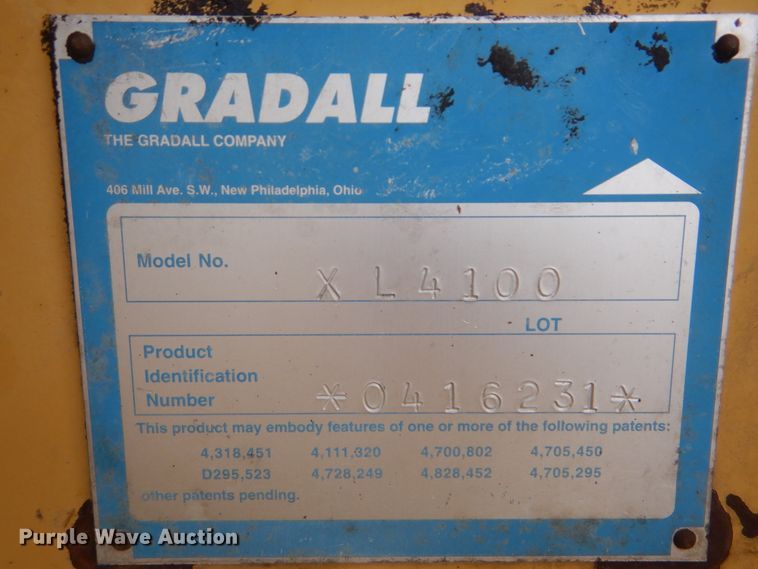 GRADALL
THE GRADALL COMPANY
406 Mill Ave. S.W., New Philadelphia, Ohio
Model No. XL4100
LOT
Product
Identification
Number *0416231*
This product may embody features of one or more of the following patents:
4,318,451 4,111,320 4,700,802 4,705,450
D295,523 4,728,249 4,828,452 4,705,295
other patents pending.
Purple Wave Auction